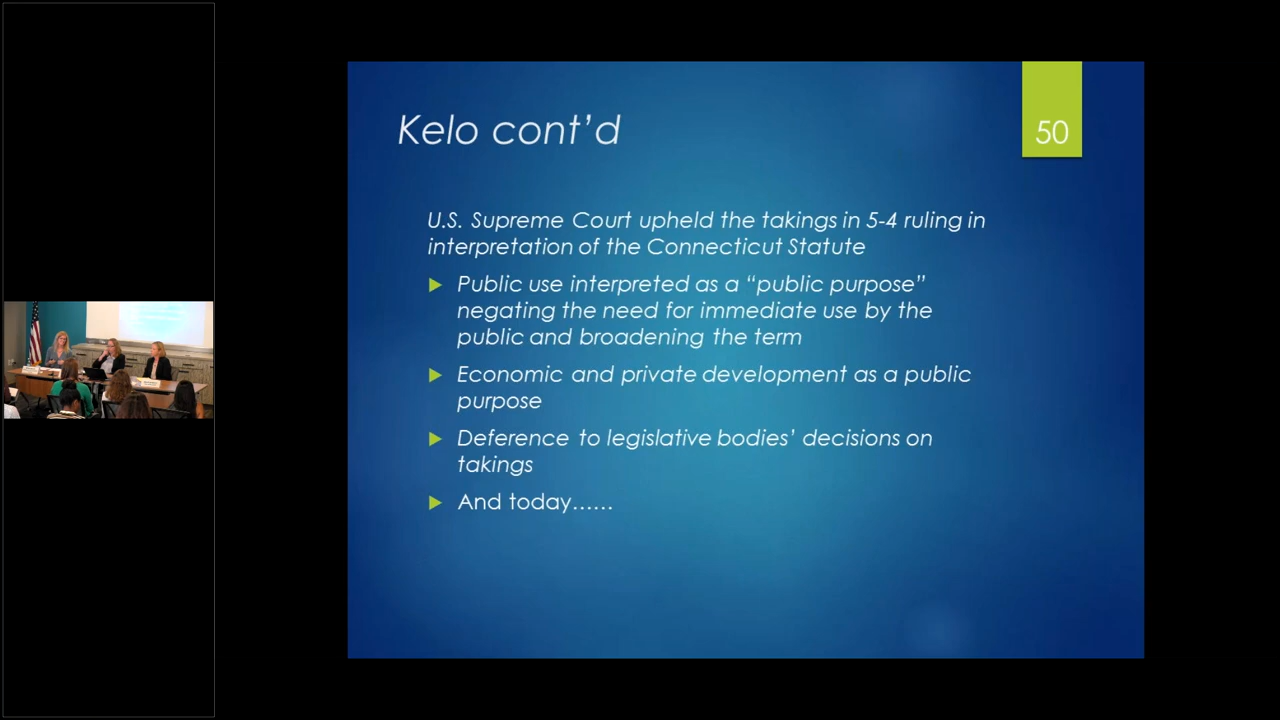 Kelo cont’d
50
U.S. Supreme Court upheld the takings in 5-4 ruling in
interpretation of the Connecticut Statute
Public use interpreted as a “public purpose”
negating the need for immediate use by the
public and broadening the term
Economic and private development as a public
purpose
Deference to legislative bodies’ decisions on
takings
And today……